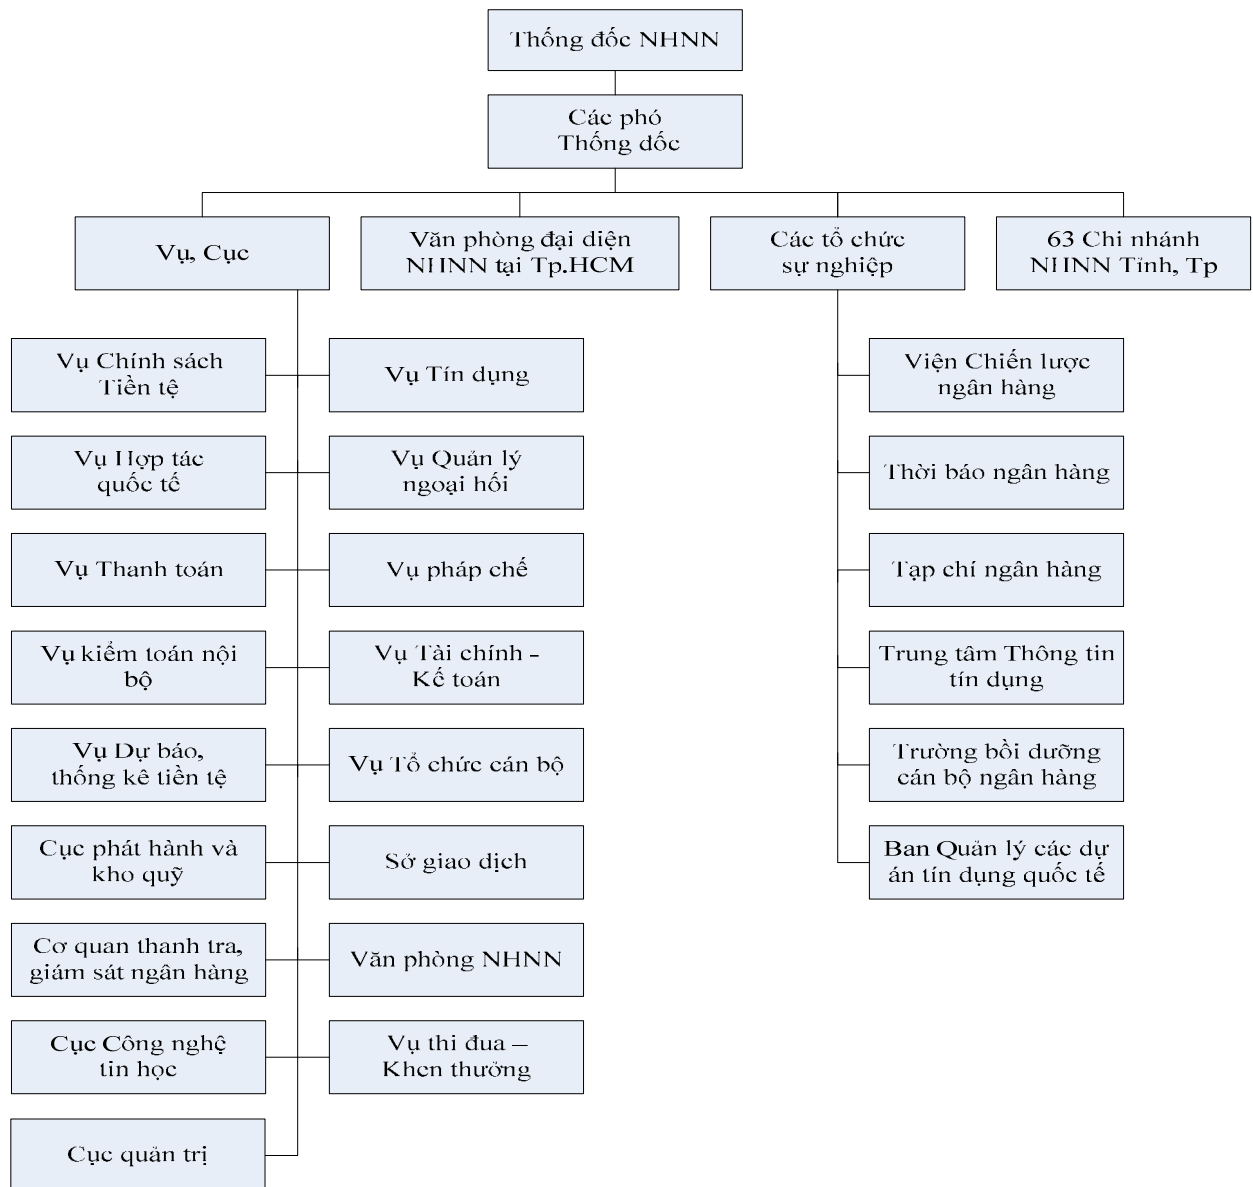 Thống đốc NHNN
Các phó
Thống đốc
Vụ, Cục
Văn phòng đại diện
NHNN tại Tp.HCM
Các tổ chức
sự nghiệp
63 Chi nhánh
NHNN Tỉnh, Tp
Vụ Chính sách
Tiền tệ
Vụ Tín dụng
Viện Chiến lược
ngân hàng
Vụ Hợp tác
quốc tế
Vụ Quản lý
ngoại hối
Thời báo ngân hàng
Vụ Thanh toán
Vụ pháp chế
Tạp chí ngân hàng
Vụ kiểm toán nội
bộ
Vụ Tài chính -
Kế toán
Trung tâm Thông tin
tín dụng
Vụ Dự báo,
thống kê tiền tệ
Vụ Tổ chức cán bộ
Trường bồi dưỡng
cán bộ ngân hàng
Cục phát hành và
kho quỹ
Sở giao dịch
Ban Quản lý các dự
án tín dụng quốc tế
Cơ quan thanh tra,
giám sát ngân hàng
Văn phòng NHNN
Cục Công nghệ
tin học
Vụ thi đua –
Khen thưởng
Cục quản trị